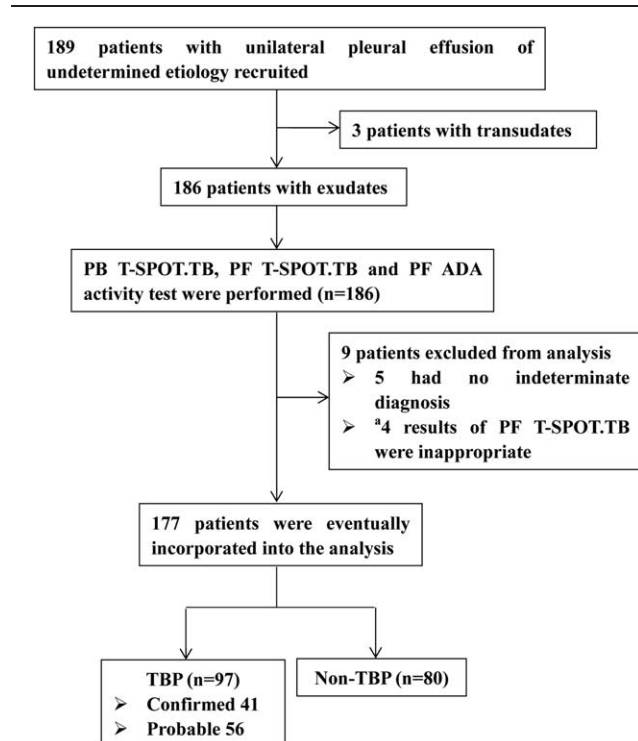 189 patients with unilateral pleural effusion of
undetermined etiology recruited
3 patients with transudates
186 patients with exudates
PB T-SPOT.TB, PF T-SPOT.TB and PF ADA
activity test were performed (n=186)
9 patients excluded from analysis
➢ 5 had no indeterminate
diagnosis
➢ ᵃ4 results of PF T-SPOT.TB
were inappropriate
177 patients were eventually
incorporated into the analysis
TBP (n=97)
➢ Confirmed 41
➢ Probable 56
Non-TBP (n=80)